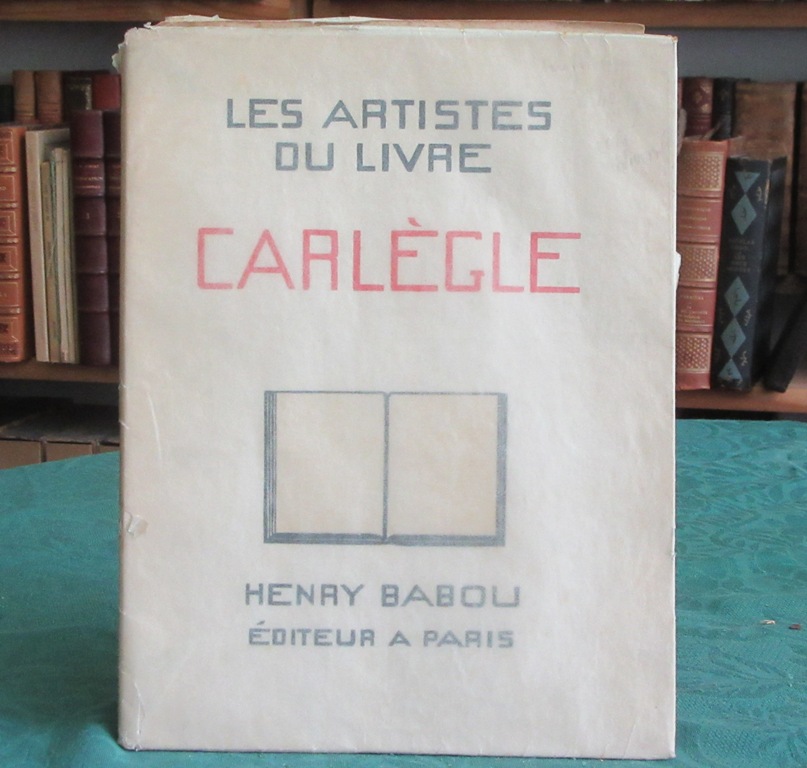 LES ARTISTES
DU LIVRE
CARLÈGLE
HENRY BABOU
ÉDITEUR A PARIS